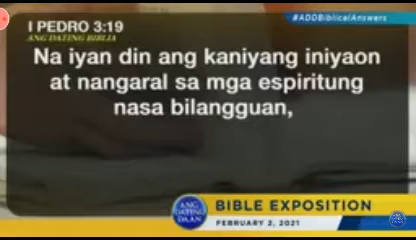 #ADDBiblicalAnswers
I PEDRO 3:19
ANG DATING BIBLIA
Na iyan din ang kaniyang iniyaon
at nangaral sa mga espiritung
nasa bilangguan,
ANG
DATING
DAAN
BIBLE EXPOSITION
FEBRUARY 2, 2021